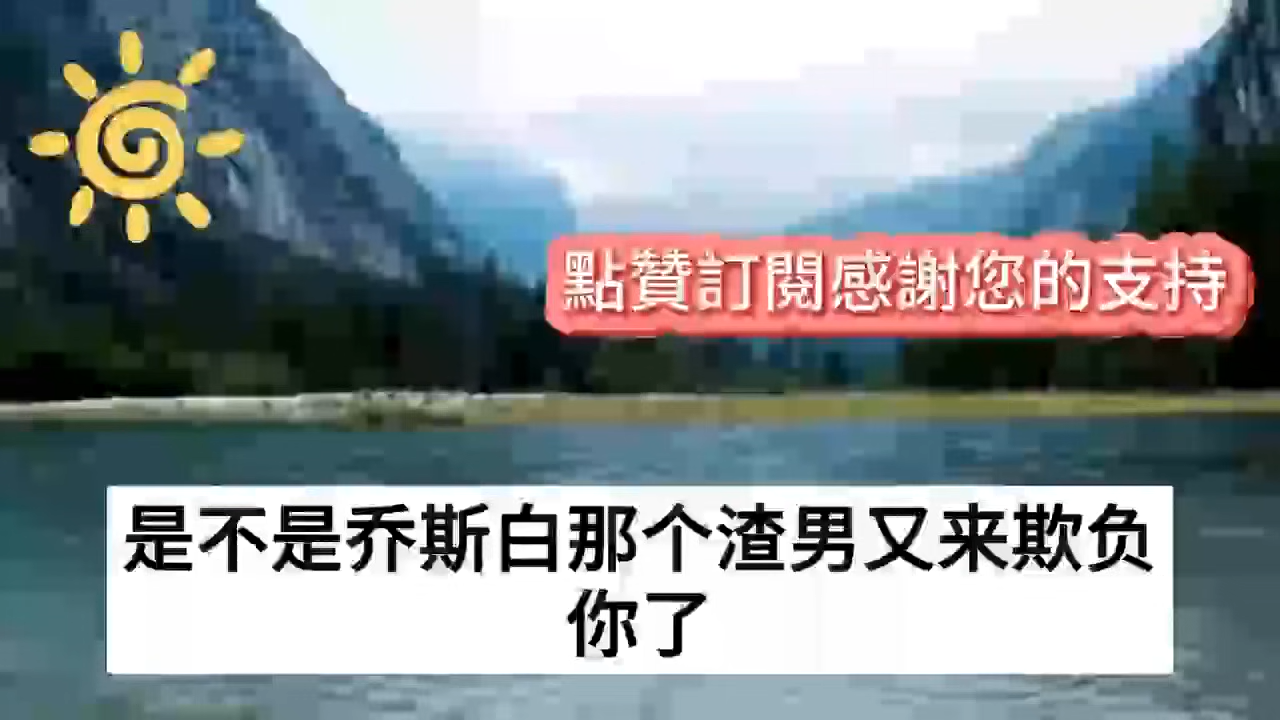 點贊訂閱感謝您的支持
是不是乔斯白那个渣男又来欺负
你了